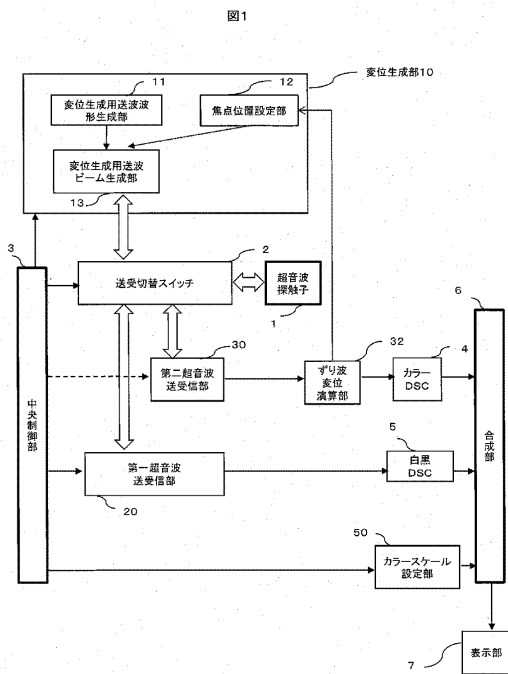 図1
変位生成部10
11
変位生成用送波波
形生成部
12
焦点位置設定部
変位生成用送波
ビーム生成部
13
3
2
送受切替スイッチ
超音波
探触子
1
6
30
第二超音波
送受信部
32
ずり波
変位
演算部
4
カラー
DSC
中央制御部
合成部
第一超音波
送受信部
20
5
白黒
DSC
50
カラースケール
設定部
表示部
7